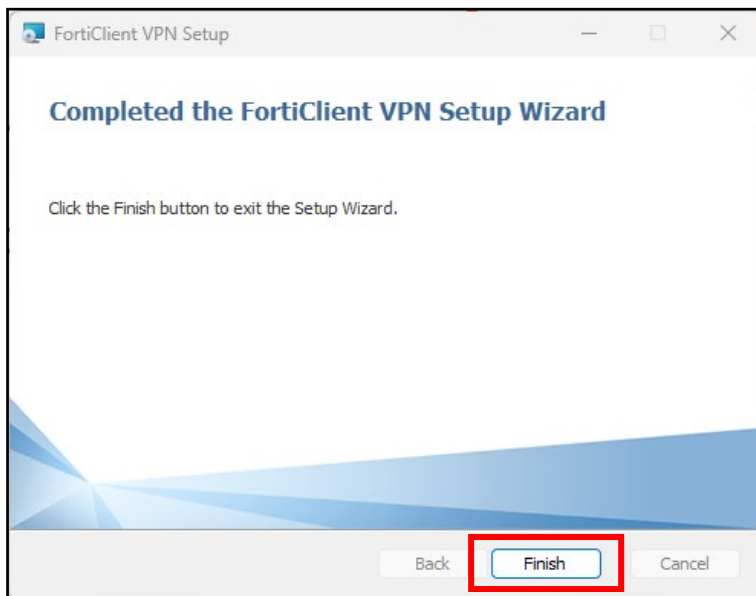 FortiClient VPN Setup
Completed the FortiClient VPN Setup Wizard
Click the Finish button to exit the Setup Wizard.
Back Finish Cancel